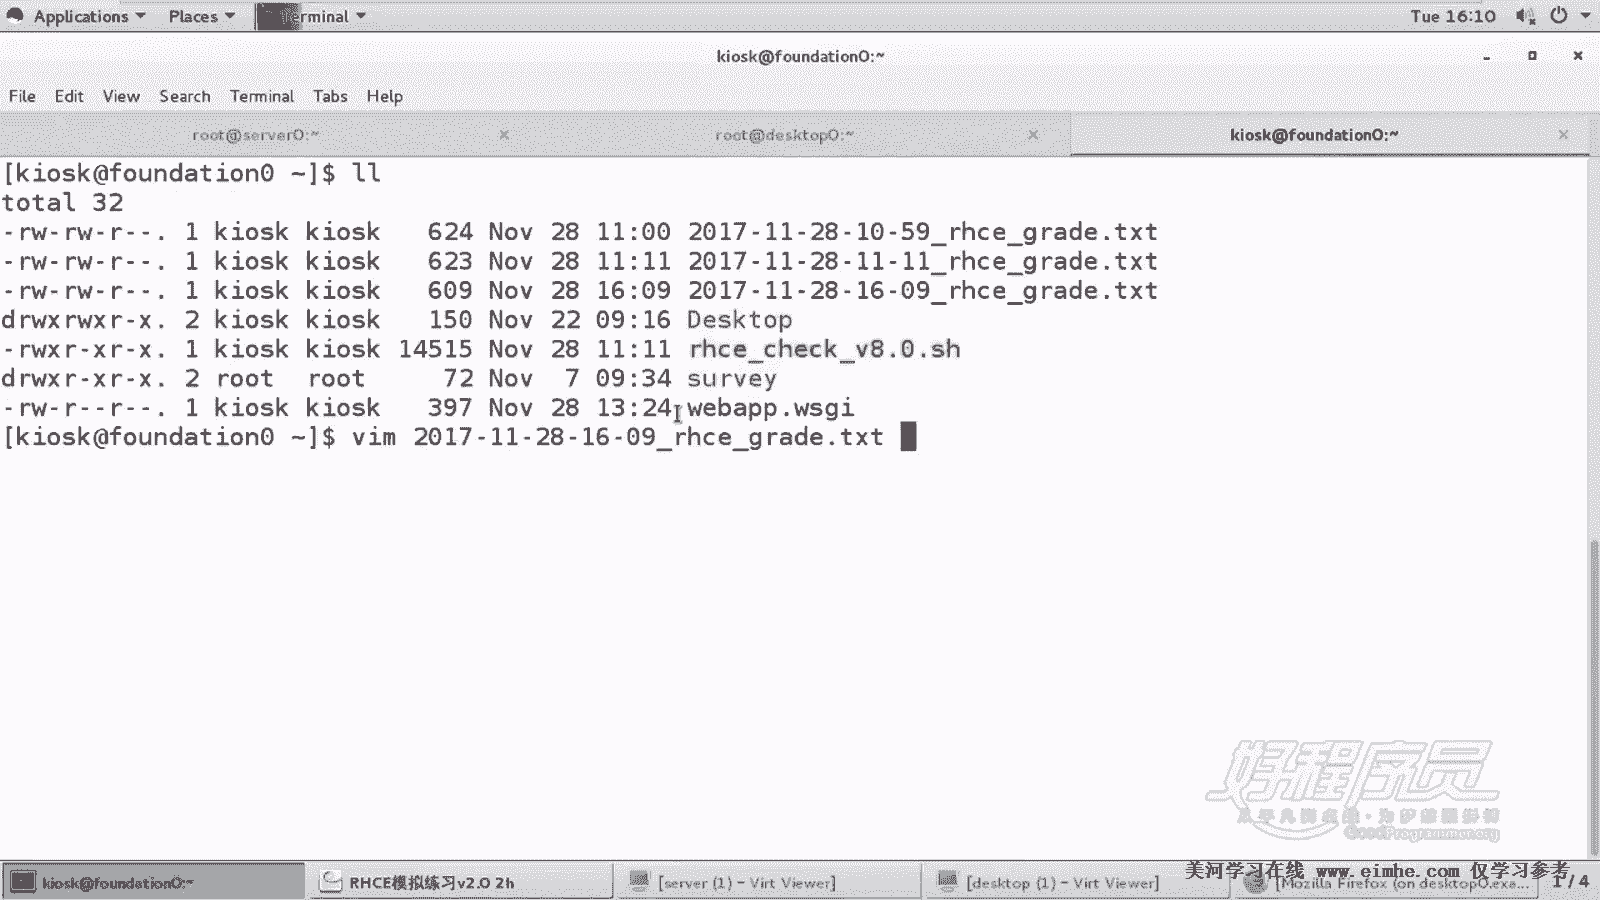 Applications Places Terminal Tue 16:10
kiosk@foundation0:~
File Edit View Search Terminal Tabs Help
root@server0:~ root@desktop0:~ kiosk@foundation0:~
[kiosk@foundation0 ~]$ ll
total 32
-rw-rw-r--. 1 kiosk kiosk 624 Nov 28 11:00 2017-11-28-10-59_rhce_grade.txt
-rw-rw-r--. 1 kiosk kiosk 623 Nov 28 11:11 2017-11-28-11-11_rhce_grade.txt
-rw-rw-r--. 1 kiosk kiosk 609 Nov 28 16:09 2017-11-28-16-09_rhce_grade.txt
drwxrwxr-x. 2 kiosk kiosk 150 Nov 22 09:16 Desktop
-rwxr-xr-x. 1 kiosk kiosk 14515 Nov 28 11:11 rhce_check_v8.0.sh
drwxr-xr-x. 2 root root 72 Nov 7 09:34 survey
-rw-r--r--. 1 kiosk kiosk 397 Nov 28 13:24 webapp.wsgi
[kiosk@foundation0 ~]$ vim 2017-11-28-16-09_rhce_grade.txt
好程序员
GoodProgrammer.org
美河学习在线 www.eimhe.com 仅学习参考
kiosk@foundation0:~ RHCE模拟练习v2.0 2h [server (1) – Virt Viewer] [desktop (1) – Virt Viewer] [Mozilla Firefox (on desktop0.exa... 1 / 4